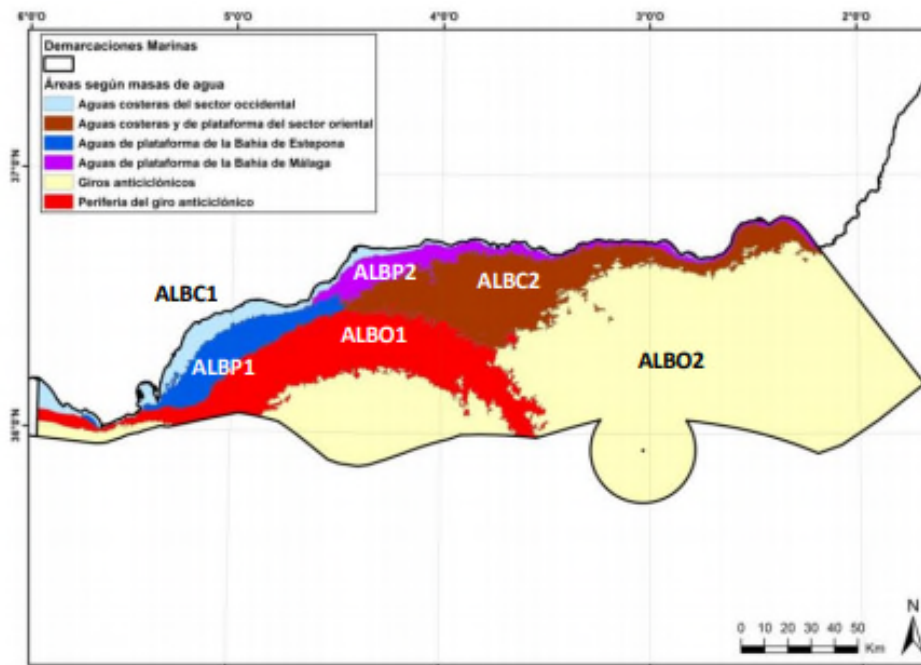 6°0'O 5°0'O 4°0'O 3°0'O 2°0'O
Demarcaciones Marinas
Áreas según masas de agua
Aguas costeras del sector occidental
Aguas costeras y de plataforma del sector oriental
Aguas de plataforma de la Bahía de Estepona
Aguas de plataforma de la Bahía de Málaga
Giros anticiclónicos
Periferia del giro anticiclónico
37°0'N
ALBP2
ALBC2
ALBC1
ALBO1
ALBO2
ALBP1
36°0'N
N
0 10 20 30 40 50
Km